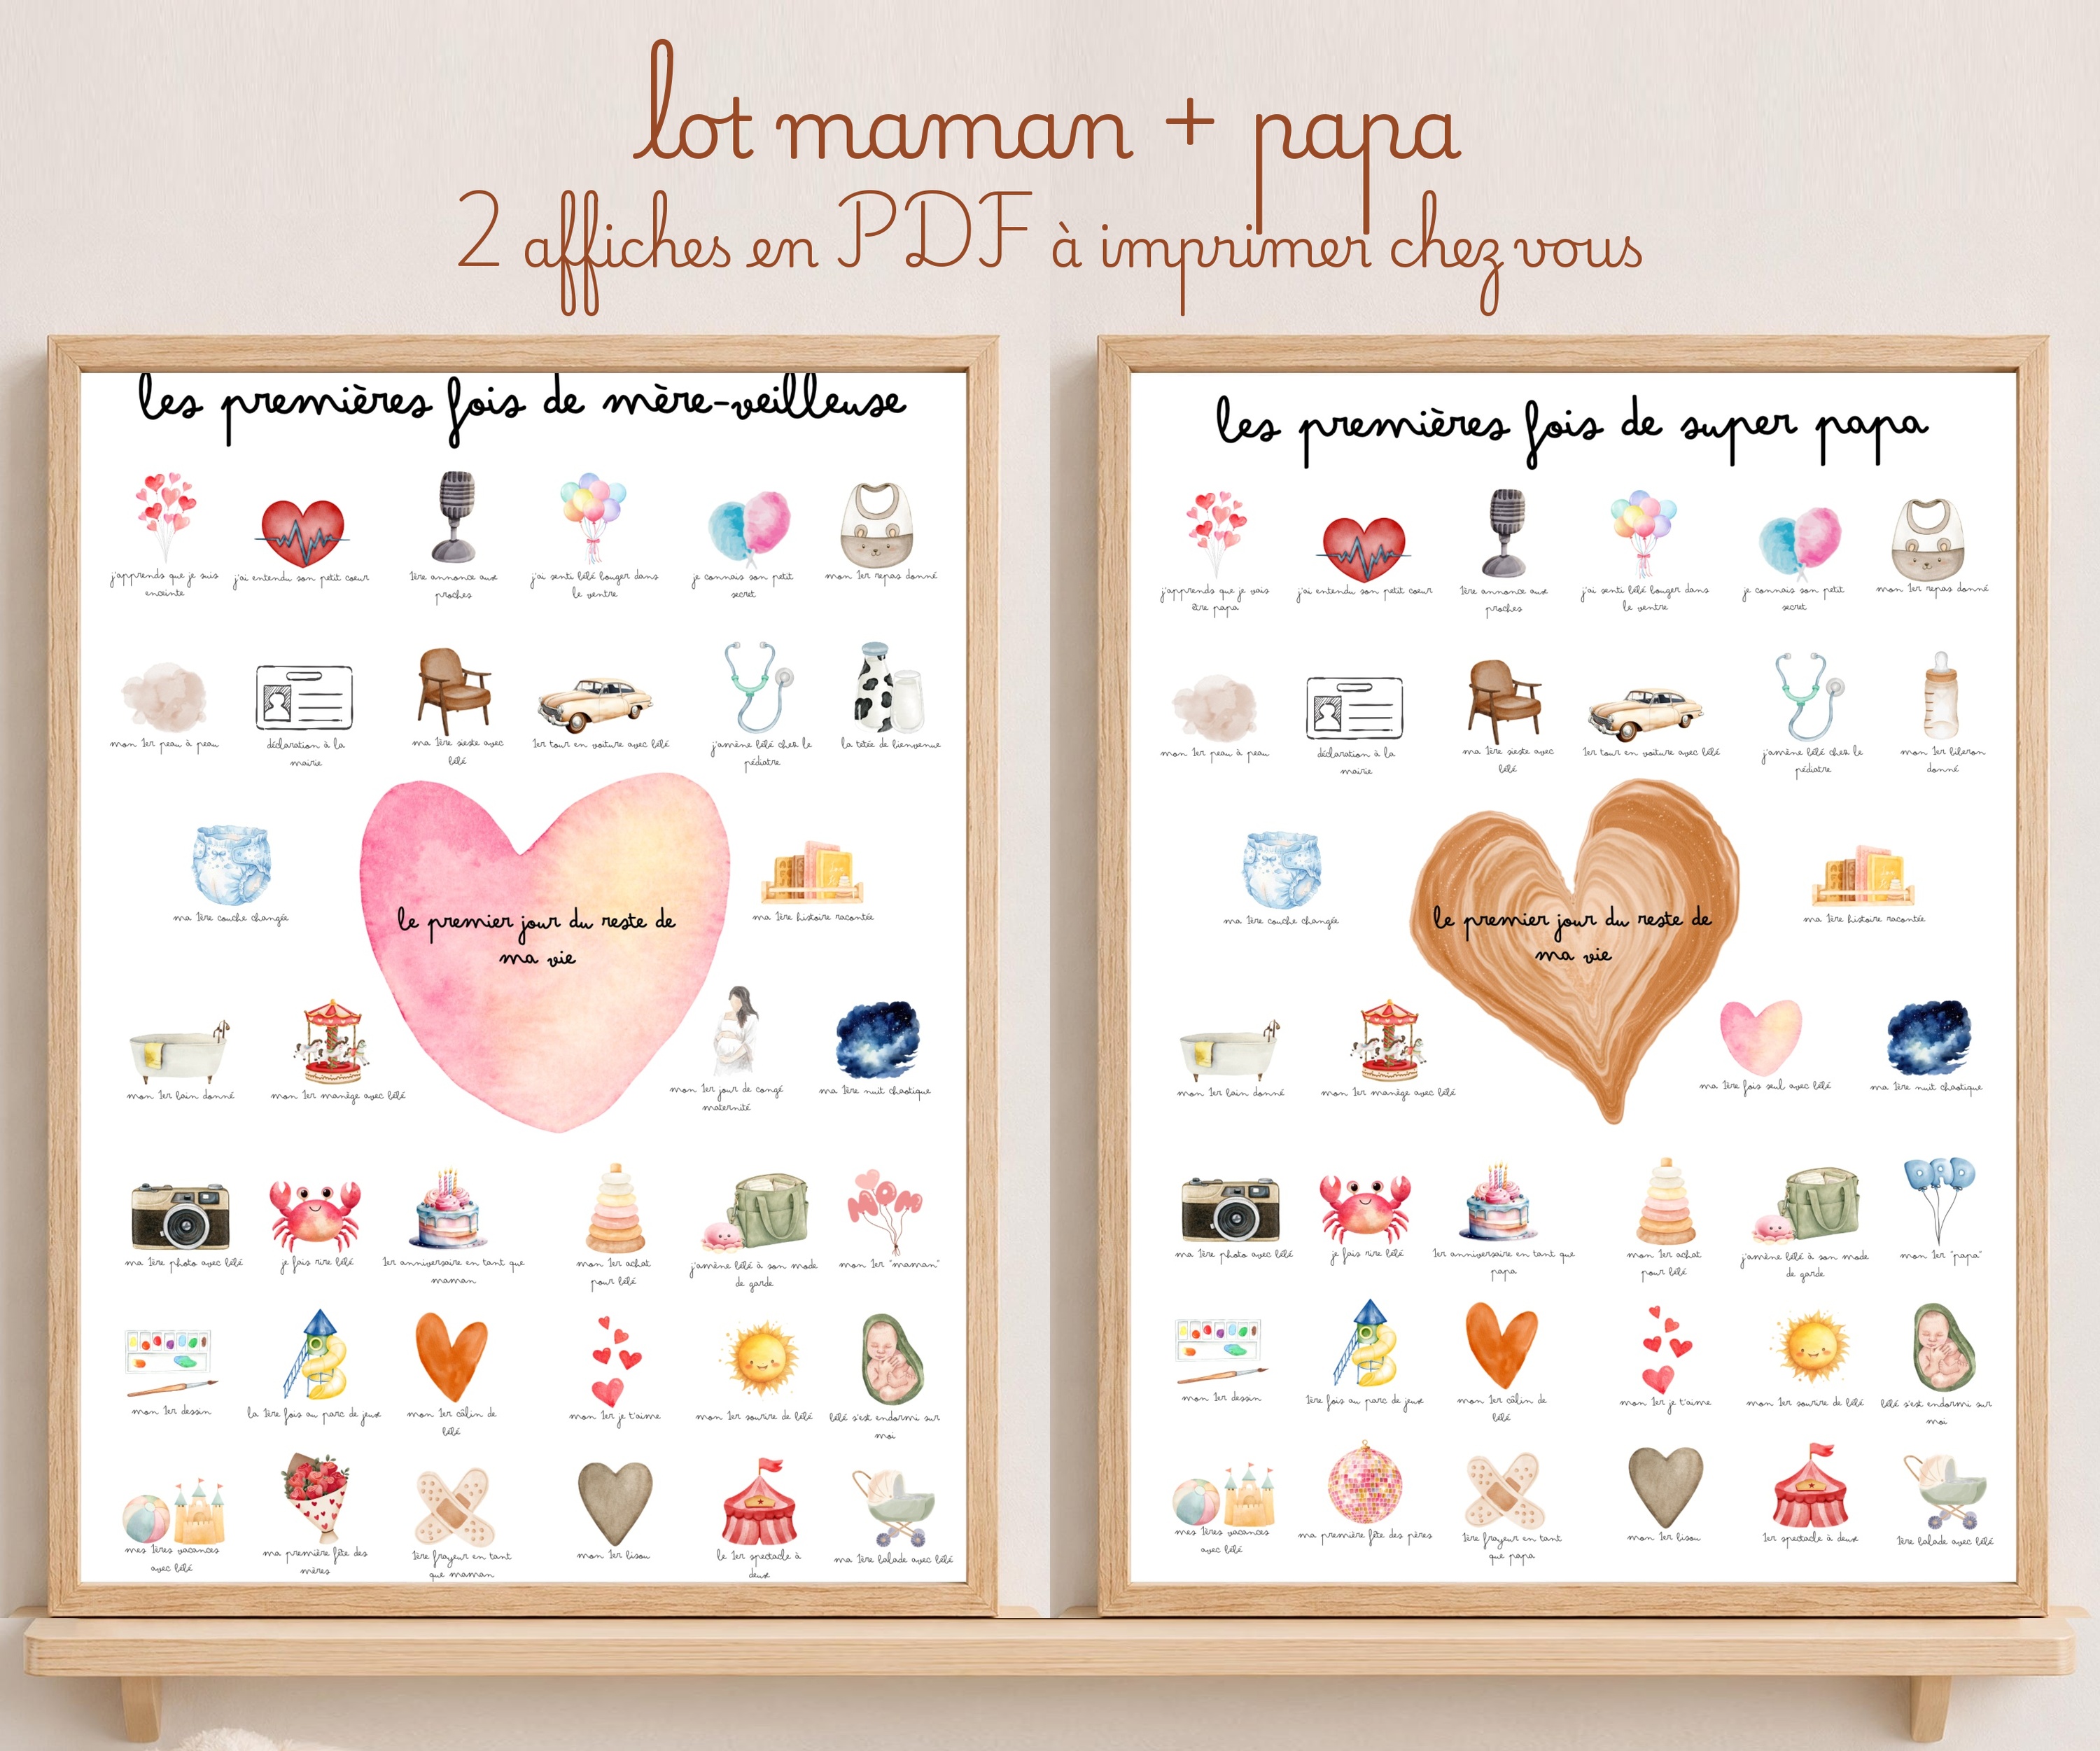 lot maman + papa
2 affiches en PDF à imprimer chez vous
les premières fois de mère-veilleuse
j'apprends que je suis
enceinte
j'ai entendu son petit coeur
1ère annonce aux
proches
j'ai senti bébé bouger dans
le ventre
je connais son petit
secret
mon 1er repas donné
mon 1er peau à peau
déclaration à la
mairie
ma 1ère sieste avec
bébé
1er tour en voiture avec bébé
j'amène bébé chez le
pédiatre
la tétée de bienvenue
ma 1ère couche changée
le premier jour du reste de
ma vie
ma 1ère histoire racontée
mon 1er bain donné
mon 1er manège avec bébé
mon 1er jour de congé
maternité
ma 1ère nuit chaotique
MOM
ma 1ère photo avec bébé
je fais rire bébé
1er anniversaire en tant que
maman
mon 1er achat
pour bébé
j'amène bébé à son mode
de garde
mon 1er "maman"
mon 1er dessin
la 1ère fois au parc de jeux
mon 1er câlin de
bébé
mon 1er je t'aime
mon 1er sourire de bébé
bébé s'est endormi sur
moi
mes 1ères vacances
avec bébé
ma première fête des
mères
1ère frayeur en tant
que maman
mon 1er bisou
le 1er spectacle à
deux
ma 1ère balade avec bébé
les premières fois de super papa
j'apprends que je vais
être papa
j'ai entendu son petit coeur
1ère annonce aux
proches
j'ai senti bébé bouger dans
le ventre
je connais son petit
secret
mon 1er repas donné
mon 1er peau à peau
déclaration à la
mairie
ma 1ère sieste avec
bébé
1er tour en voiture avec bébé
j'amène bébé chez le
pédiatre
mon 1er biberon
donné
ma 1ère couche changée
le premier jour du reste de
ma vie
ma 1ère histoire racontée
mon 1er bain donné
mon 1er manège avec bébé
ma 1ère fois seul avec bébé
ma 1ère nuit chaotique
DAD
ma 1ère photo avec bébé
je fais rire bébé
1er anniversaire en tant que
papa
mon 1er achat
pour bébé
j'amène bébé à son mode
de garde
mon 1er "papa"
mon 1er dessin
1ère fois au parc de jeux
mon 1er câlin de
bébé
mon 1er je t'aime
mon 1er sourire de bébé
bébé s'est endormi sur
moi
mes 1ères vacances
avec bébé
ma première fête des pères
1ère frayeur en tant
que papa
mon 1er bisou
1er spectacle à deux
1ère balade avec bébé